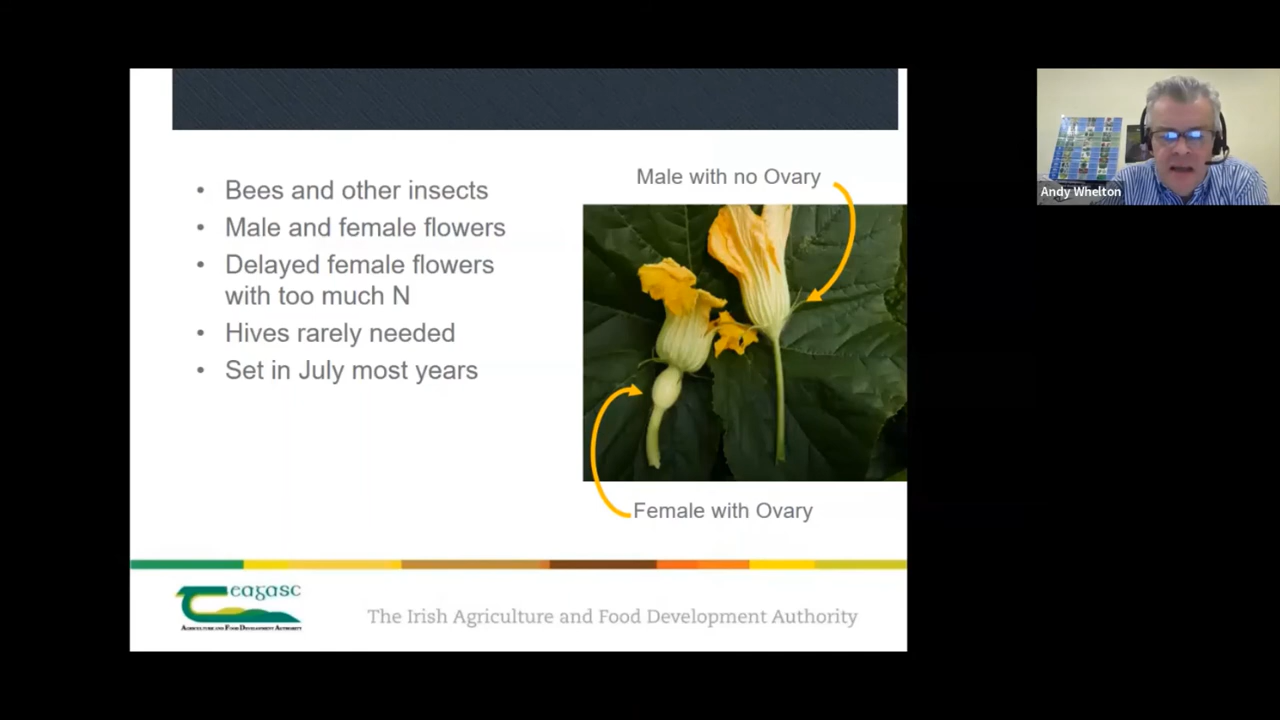 Male with no Ovary
• Bees and other insects
• Male and female flowers
• Delayed female flowers
with too much N
• Hives rarely needed
• Set in July most years
Female with Ovary
eagasc
AGRICULTURE AND FOOD DEVELOPMENT AUTHORITY
The Irish Agriculture and Food Development Authority
Andy Whelton